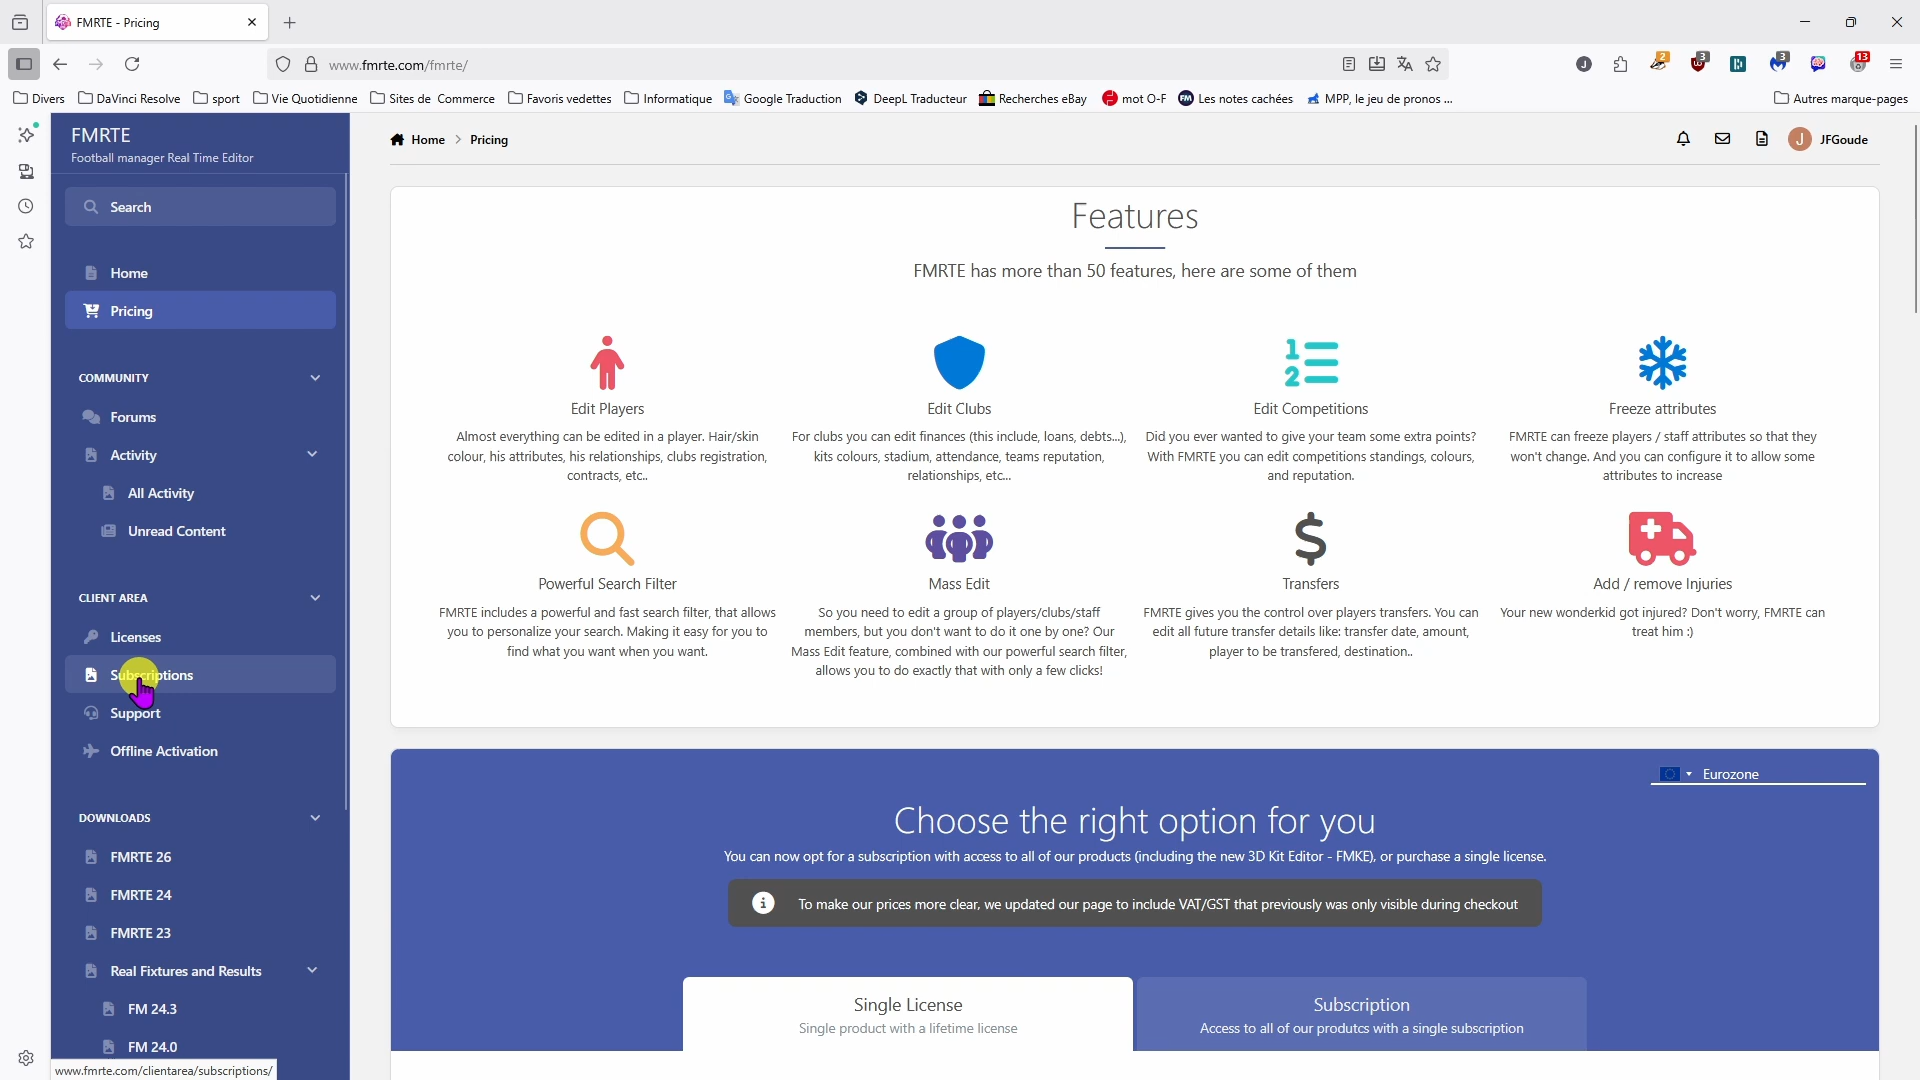 FMRTE - Pricing
www.fmrte.com/fmrte/
2
3
3
13
Divers
DaVinci Resolve
sport
Vie Quotidienne
Sites de Commerce
Favoris vedettes
Informatique
Google Traduction
DeepL Traducteur
Recherches eBay
mot O-F
Les notes cachées
MPP, le jeu de pronos ...
Autres marque-pages
FMRTE
Football manager Real Time Editor
Search
Home
Pricing
COMMUNITY
Forums
Activity
All Activity
Unread Content
CLIENT AREA
Licenses
Subscriptions
Support
Offline Activation
DOWNLOADS
FMRTE 26
FMRTE 24
FMRTE 23
Real Fixtures and Results
FM 24.3
FM 24.0
www.fmrte.com/clientarea/subscriptions/
Home > Pricing
J
JFGoude
Features
FMRTE has more than 50 features, here are some of them
Edit Players
Almost everything can be edited in a player. Hair/skin
colour, his attributes, his relationships, clubs registration,
contracts, etc..
Edit Clubs
For clubs you can edit finances (this include, loans, debts...),
kits colours, stadium, attendance, teams reputation,
relationships, etc...
1
2
Edit Competitions
Did you ever wanted to give your team some extra points?
With FMRTE you can edit competitions standings, colours,
and reputation.
Freeze attributes
FMRTE can freeze players / staff attributes so that they
won't change. And you can configure it to allow some
attributes to increase
Powerful Search Filter
FMRTE includes a powerful and fast search filter, that allows
you to personalize your search. Making it easy for you to
find what you want when you want.
Mass Edit
So you need to edit a group of players/clubs/staff
members, but you don't want to do it one by one? Our
Mass Edit feature, combined with our powerful search filter,
allows you to do exactly that with only a few clicks!
$
Transfers
FMRTE gives you the control over players transfers. You can
edit all future transfer details like: transfer date, amount,
player to be transfered, destination..
Add / remove Injuries
Your new wonderkid got injured? Don't worry, FMRTE can
treat him :)
Eurozone
Choose the right option for you
You can now opt for a subscription with access to all of our products (including the new 3D Kit Editor - FMKE), or purchase a single license.
To make our prices more clear, we updated our page to include VAT/GST that previously was only visible during checkout
Single License
Single product with a lifetime license
Subscription
Access to all of our produtcs with a single subscription